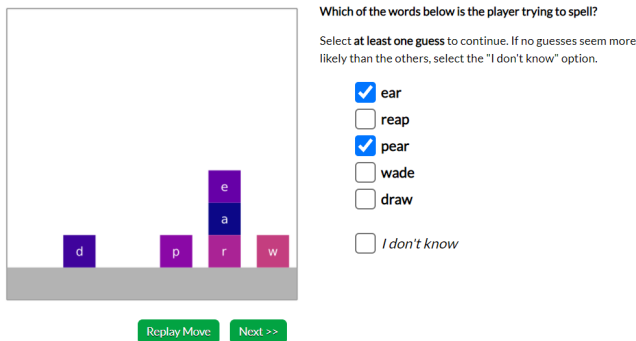 Which of the words below is the player trying to spell?
Select at least one guess to continue. If no guesses seem more
likely than the others, select the "I don't know" option.
ear
reap
pear
wade
draw
I don't know
e
a
d
p
r
w
Replay Move
Next >>